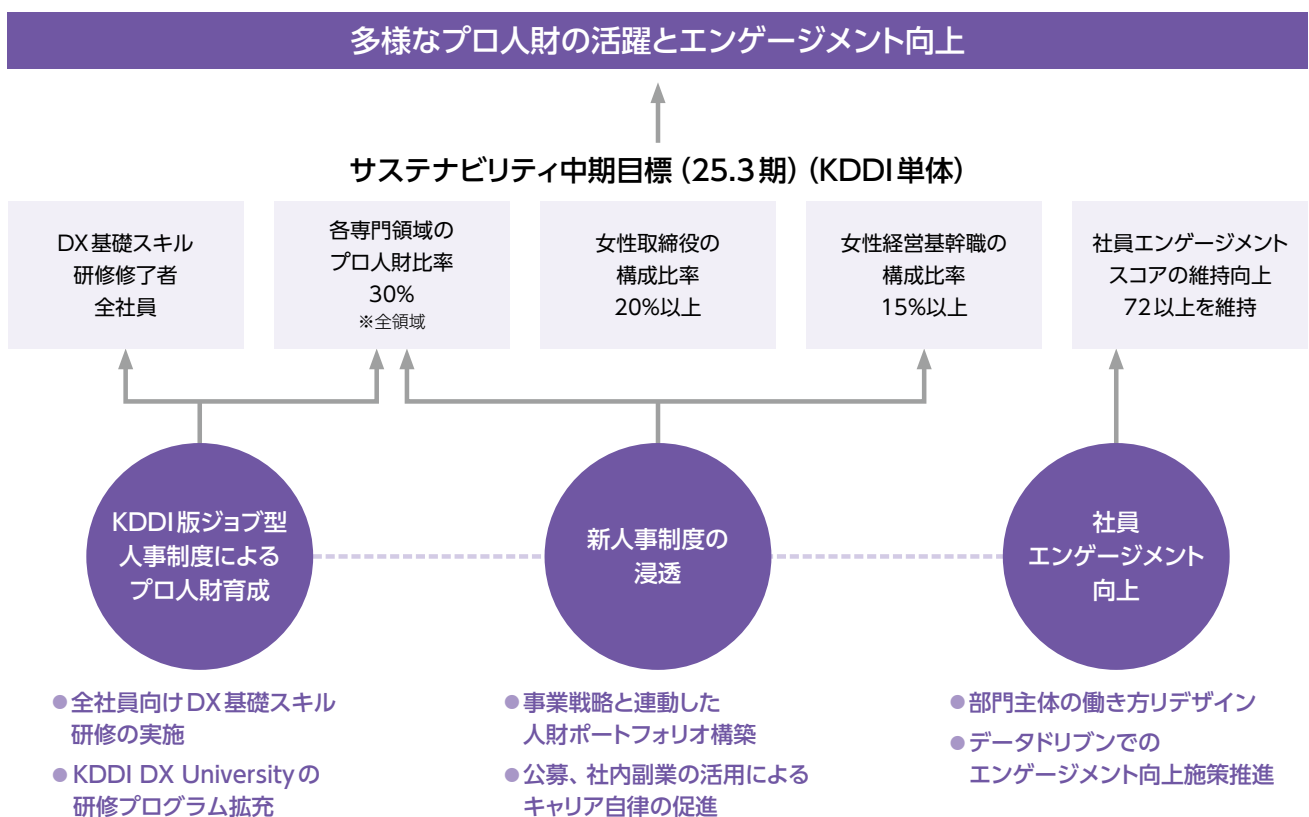 多様なプロ人財の活躍とエンゲージメント向上
サステナビリティ中期目標（25.3期）（KDDI単体）
DX基礎スキル
研修修了者
全社員
各専門領域の
プロ人財比率
30%
※全領域
女性取締役の
構成比率
20%以上
女性経営基幹職の
構成比率
15%以上
社員エンゲージメント
スコアの維持向上
72以上を維持
KDDI版ジョブ型
人事制度による
プロ人財育成
新人事制度の
浸透
社員
エンゲージメント
向上
●全社員向けDX基礎スキル
研修の実施
●KDDI DX Universityの
研修プログラム拡充
●事業戦略と連動した
人財ポートフォリオ構築
●公募、社内副業の活用による
キャリア自律の促進
●部門主体の働き方リデザイン
●データドリブンでの
エンゲージメント向上施策推進